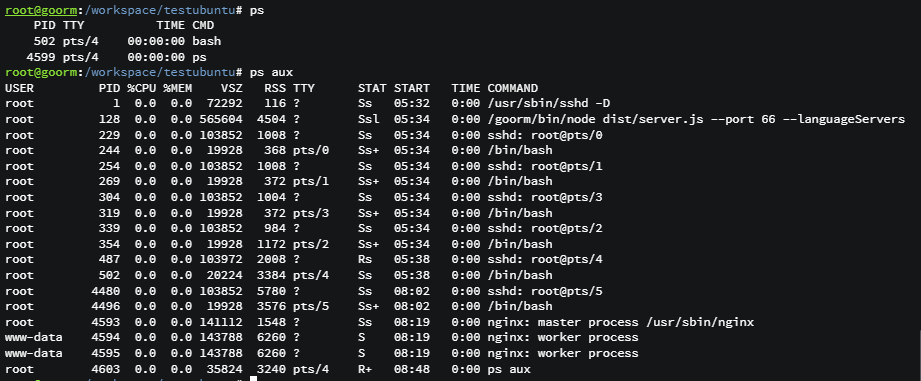 root@goorm:/workspace/testubuntu# ps
    PID TTY          TIME CMD
    502 pts/4    00:00:00 bash
   4599 pts/4    00:00:00 ps
root@goorm:/workspace/testubuntu# ps aux
USER         PID %CPU %MEM    VSZ   RSS TTY      STAT START   TIME COMMAND
root           1  0.0  0.0  72292   116 ?        Ss   05:32   0:00 /usr/sbin/sshd -D
root         128  0.0  0.0 565604  4504 ?        Ssl  05:34   0:00 /goorm/bin/node dist/server.js --port 66 --languageServers
root         229  0.0  0.0 103852  1008 ?        Ss   05:34   0:00 sshd: root@pts/0
root         244  0.0  0.0  19928   368 pts/0    Ss+  05:34   0:00 /bin/bash
root         254  0.0  0.0 103852  1008 ?        Ss   05:34   0:00 sshd: root@pts/1
root         269  0.0  0.0  19928   372 pts/1    Ss+  05:34   0:00 /bin/bash
root         304  0.0  0.0 103852  1004 ?        Ss   05:34   0:00 sshd: root@pts/3
root         319  0.0  0.0  19928   372 pts/3    Ss+  05:34   0:00 /bin/bash
root         339  0.0  0.0 103852   984 ?        Ss   05:34   0:00 sshd: root@pts/2
root         354  0.0  0.0  19928  1172 pts/2    Ss+  05:34   0:00 /bin/bash
root         487  0.0  0.0 103972  2008 ?        Rs   05:38   0:00 sshd: root@pts/4
root         502  0.0  0.0  20224  3384 pts/4    Ss   05:38   0:00 /bin/bash
root        4480  0.0  0.0 103852  5780 ?        Ss   08:02   0:00 sshd: root@pts/5
root        4496  0.0  0.0  19928  3576 pts/5    Ss+  08:02   0:00 /bin/bash
root        4593  0.0  0.0 141112  1548 ?        Ss   08:19   0:00 nginx: master process /usr/sbin/nginx
www-data    4594  0.0  0.0 143788  6260 ?        S    08:19   0:00 nginx: worker process
www-data    4595  0.0  0.0 143788  6260 ?        S    08:19   0:00 nginx: worker process
root        4603  0.0  0.0  35824  3240 pts/4    R+   08:48   0:00 ps aux